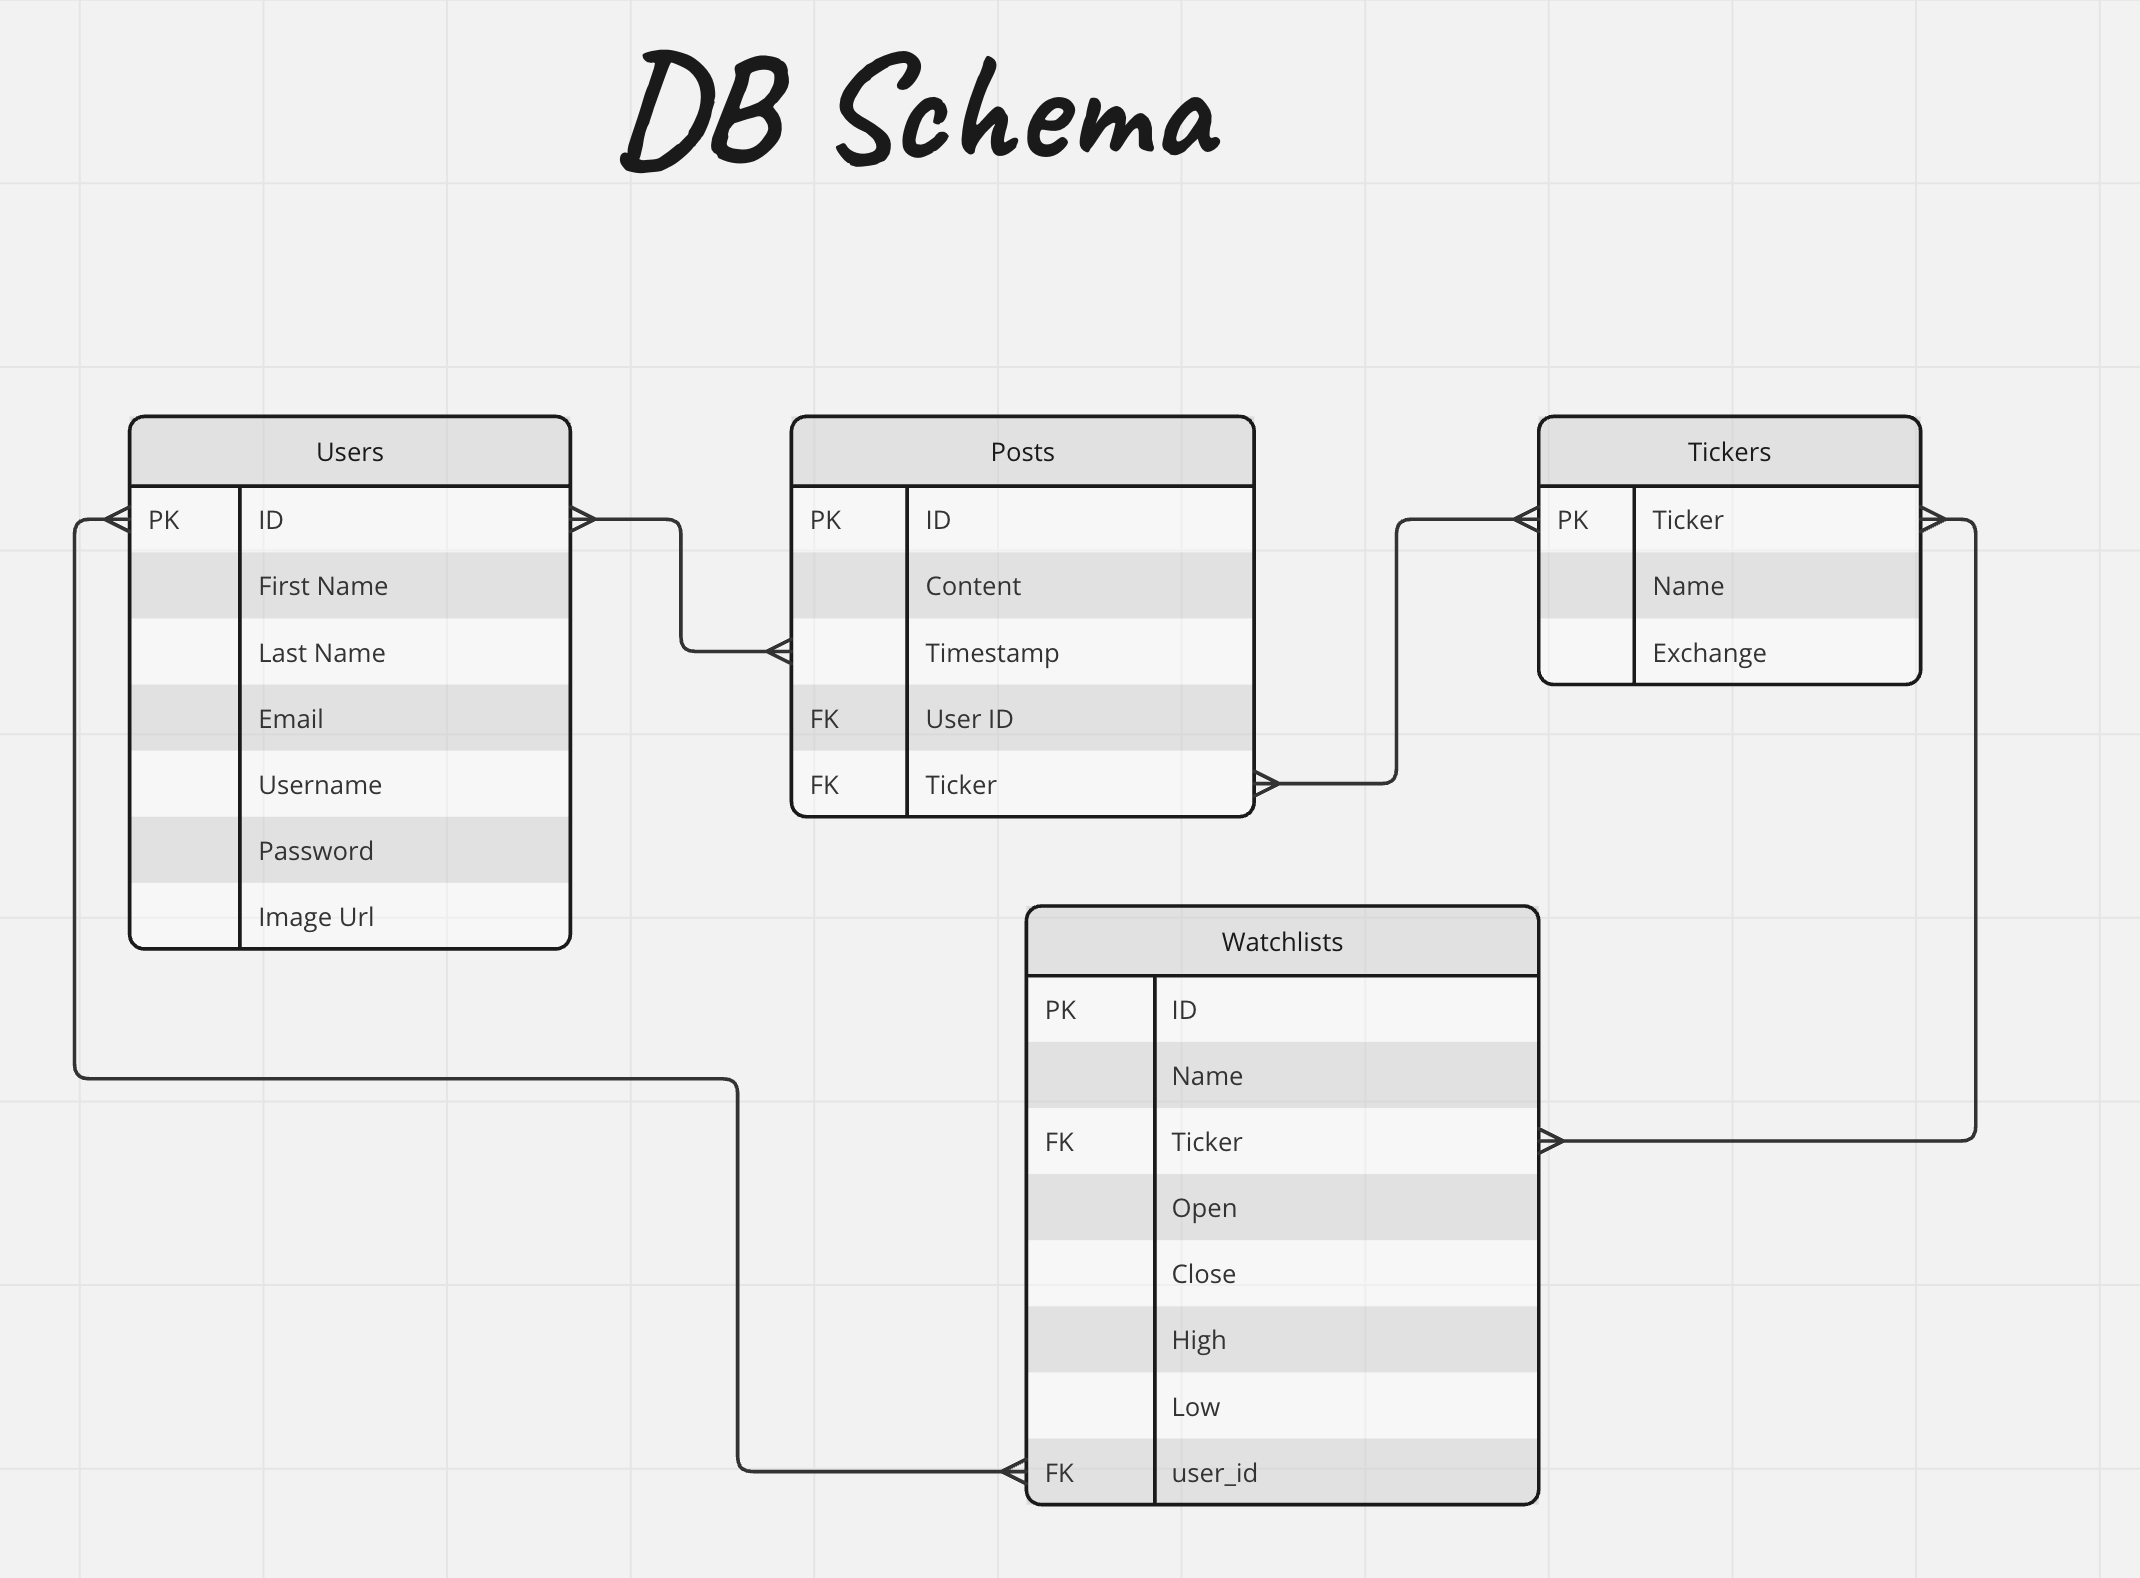 DB Schema
Users
PK ID
First Name
Last Name
Email
Username
Password
Image Url
Posts
PK ID
Content
Timestamp
FK User ID
FK Ticker
Tickers
PK Ticker
Name
Exchange
Watchlists
PK ID
Name
FK Ticker
Open
Close
High
Low
FK user_id